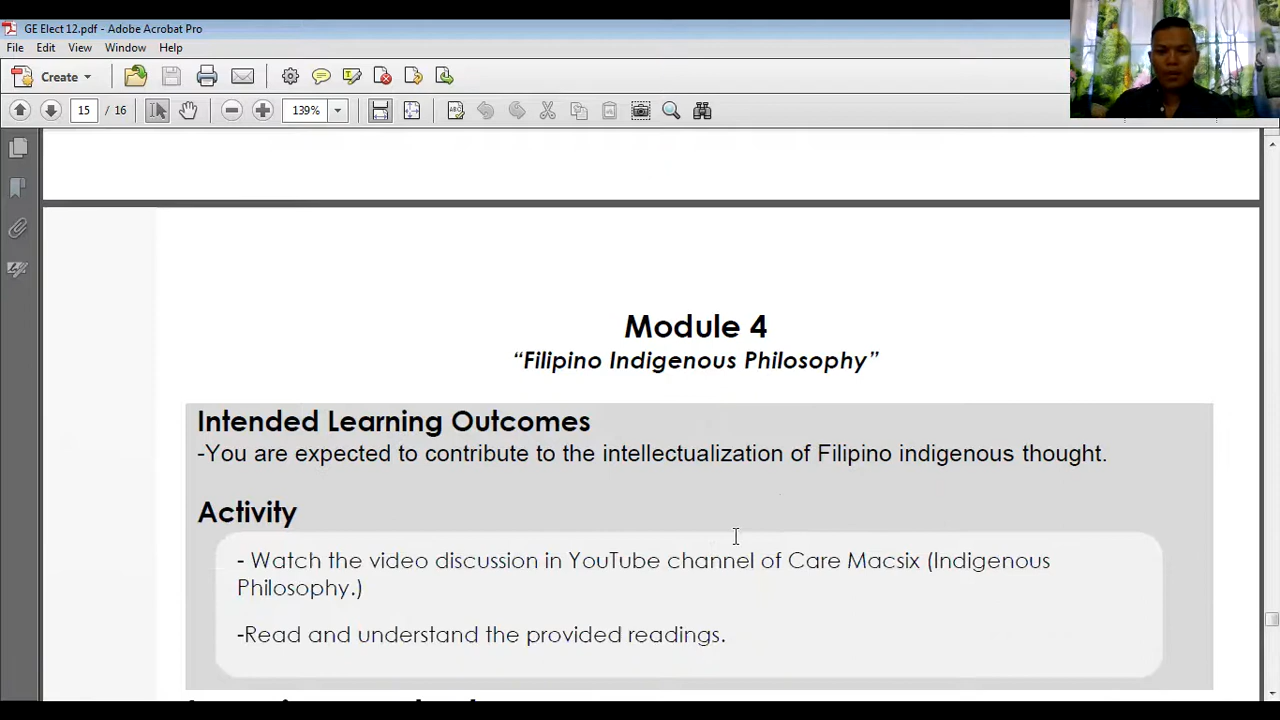 GE Elect 12.pdf - Adobe Acrobat Pro
File Edit View Window Help
Create
15 / 16 139%
Module 4
“Filipino Indigenous Philosophy”
Intended Learning Outcomes
-You are expected to contribute to the intellectualization of Filipino indigenous thought.
Activity
- Watch the video discussion in YouTube channel of Care Macsix (Indigenous
Philosophy.)
-Read and understand the provided readings.